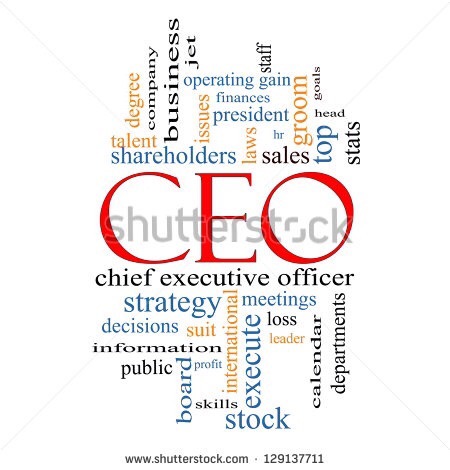 degree
company
business
jet
staff
operating gain
goals
finances
issues
groom
president
head
talent
laws
hr
top
stats
shareholders
sales
CEO
shutterstock
chief executive officer
strategy
meetings
decisions
suit
international
loss
leader
execute
calendar
departments
information
public
profit
board
skills
stock
www.shutterstock.com · 129137711